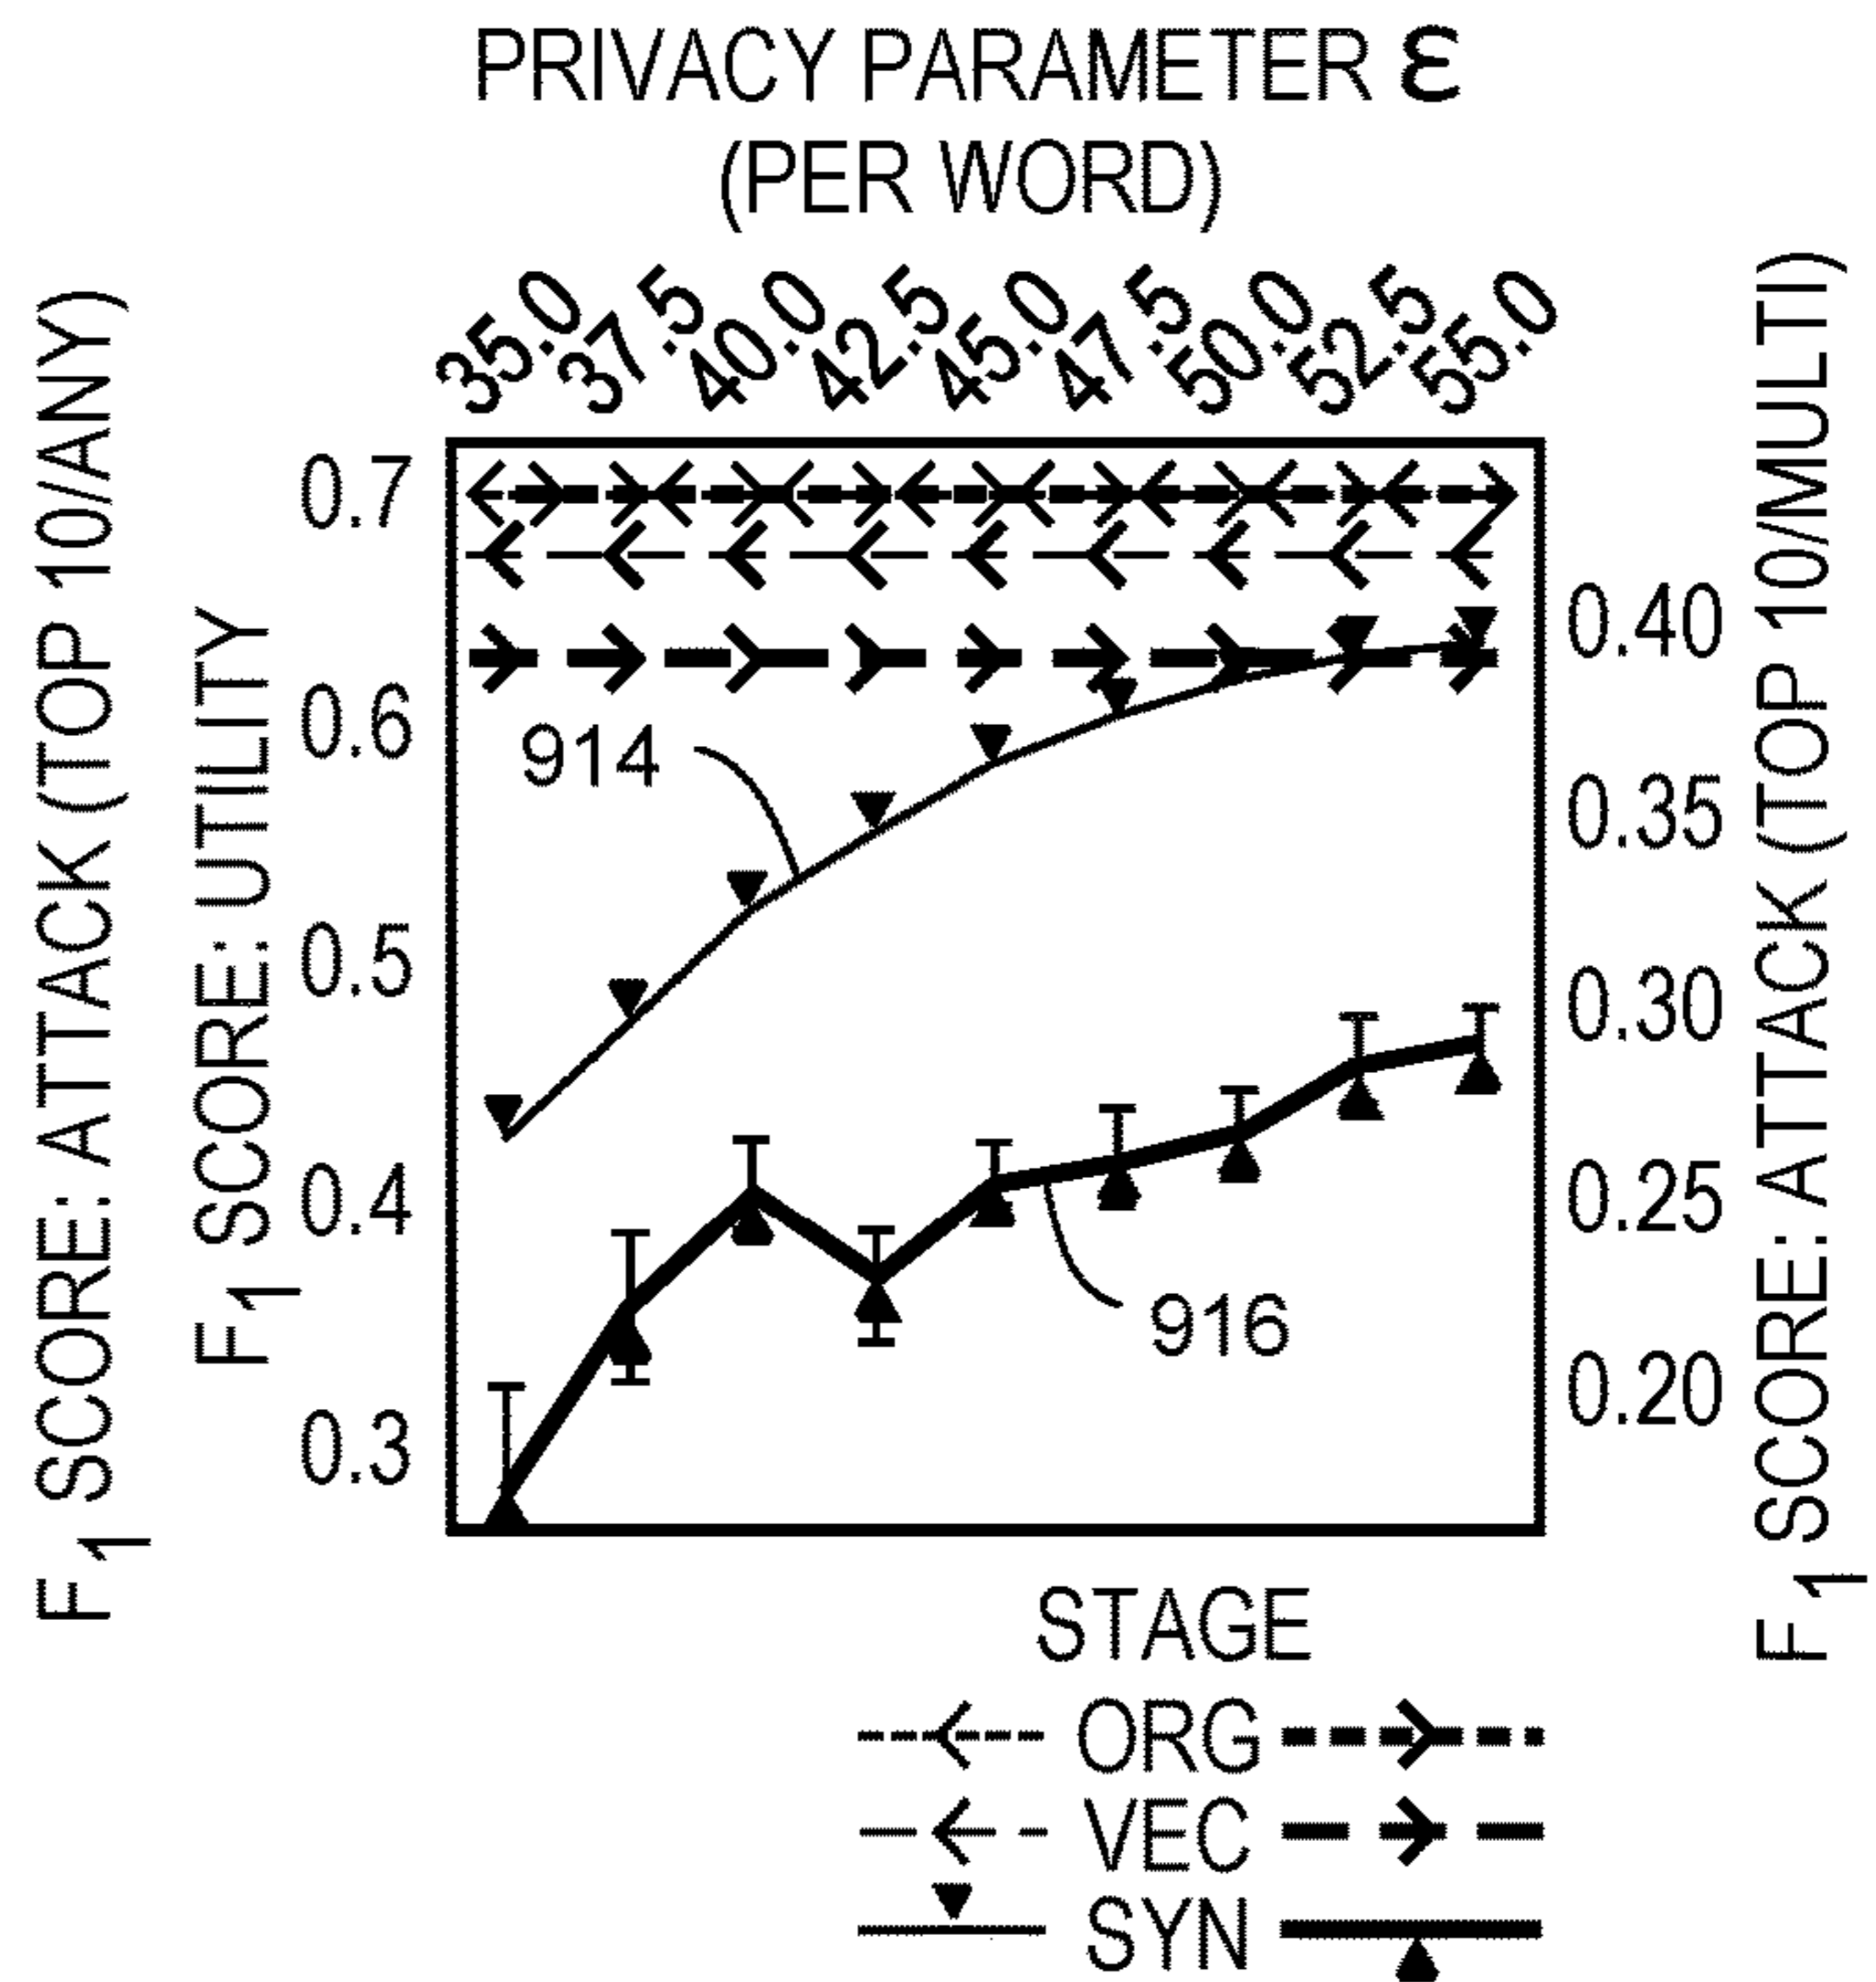 PRIVACY PARAMETER ε
(PER WORD)
35.0
37.5
40.0
42.5
45.0
47.5
50.0
52.5
55.0
F1 SCORE: ATTACK (TOP 10/ANY)
F1 SCORE: UTILITY
0.7
0.6
0.5
0.4
0.3
914
916
0.40
0.35
0.30
0.25
0.20
F1 SCORE: ATTACK (TOP 10/MULTI)
STAGE
ORG
VEC
SYN